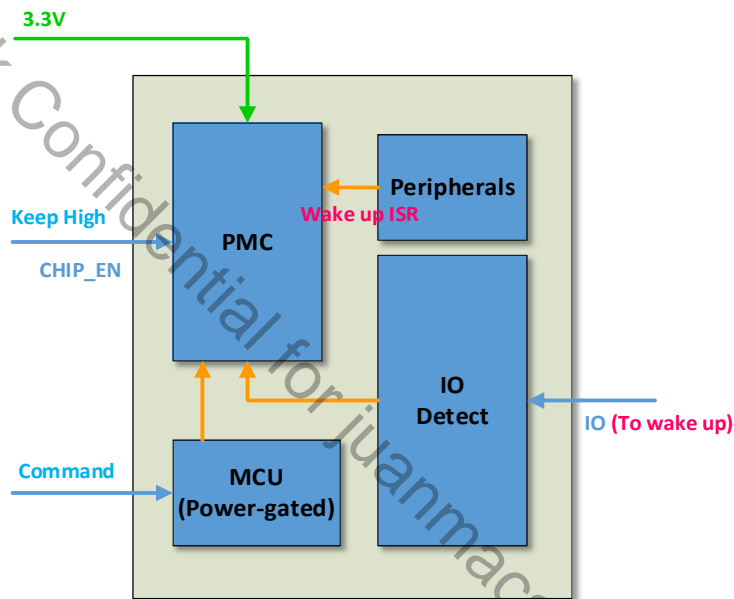 3.3V
Keep High
CHIP_EN
PMC
Peripherals
Wake up ISR
IO
Detect
IO (To wake up)
Command
MCU
(Power-gated)
Confidential for juanmac